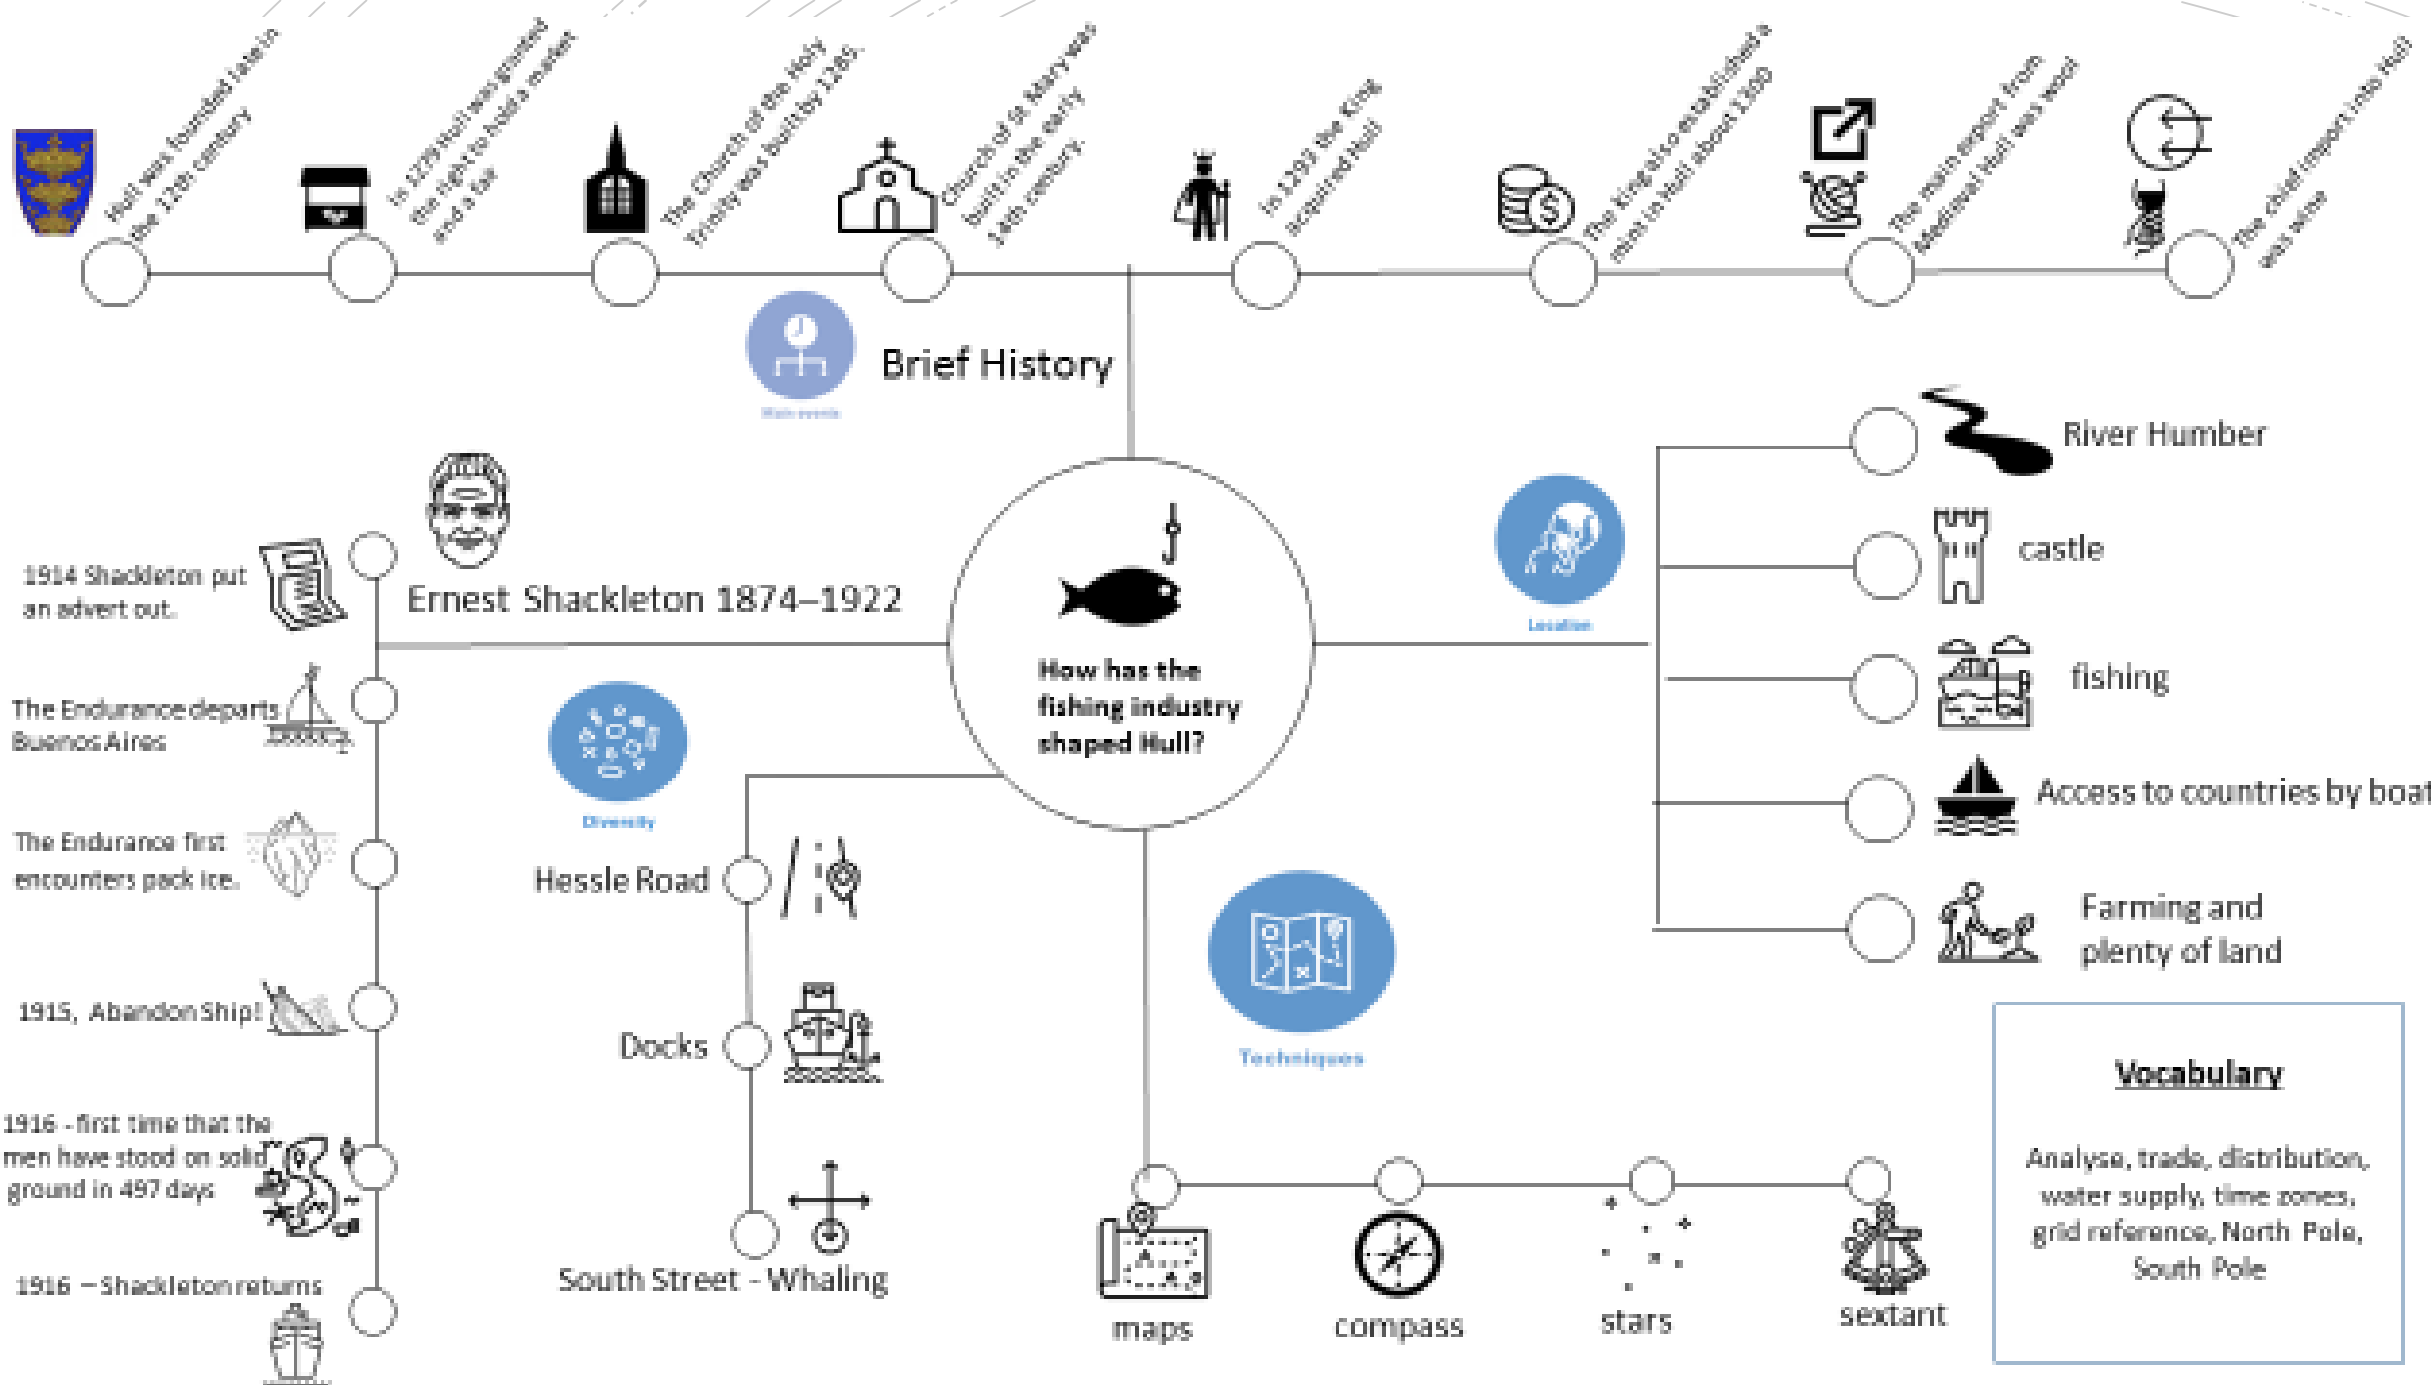 Hull was founded late in
the 12th century
In 1279 Hull was granted
the right to hold a market
and a fair
The Church of the Holy
Trinity was built by 1285.
Church of St Mary was
built in the early
14th century.
In 1293 the King
acquired Hull
The King also established a
mint in Hull about 1300
The main export from
Medieval Hull was wool
The chief import into Hull
was wine
Main events
Brief History
Ernest Shackleton 1874–1922
1914 Shackleton put
an advert out.
The Endurance departs
Buenos Aires
The Endurance first
encounters pack ice.
1915, Abandon Ship!
1916 -first time that the
men have stood on solid
ground in 497 days
1916 – Shackleton returns
How has the
fishing industry
shaped Hull?
Diversity
Hessle Road
Docks
South Street - Whaling
Location
River Humber
castle
fishing
Access to countries by boat
Farming and
plenty of land
Techniques
maps
compass
stars
sextant
Vocabulary
Analyse, trade, distribution,
water supply, time zones,
grid reference, North Pole,
South Pole